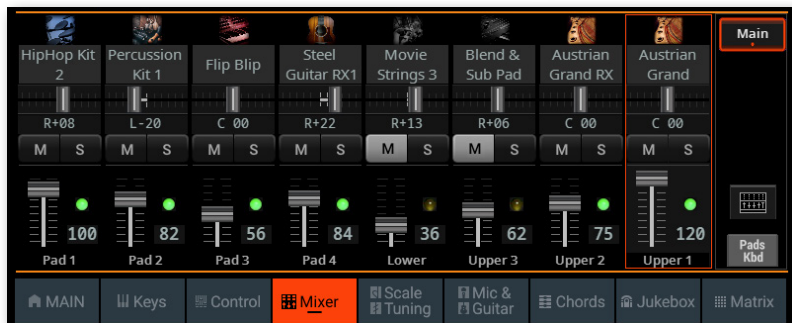 HipHop Kit 2
Percussion Kit 1
Flip Blip
Steel Guitar RX1
Movie Strings 3
Blend & Sub Pad
Austrian Grand RX
Austrian Grand
Main
R+08 L-20 C 00 R+22 R+13 R+06 C 00 C 00
M S M S M S M S M S M S M S M S
100 82 56 84 36 62 75 120
Pad 1 Pad 2 Pad 3 Pad 4 Lower Upper 3 Upper 2 Upper 1
Pads
Kbd
MAIN
Keys
Control
Mixer
Scale
Tuning
Mic &
Guitar
Chords
Jukebox
Matrix